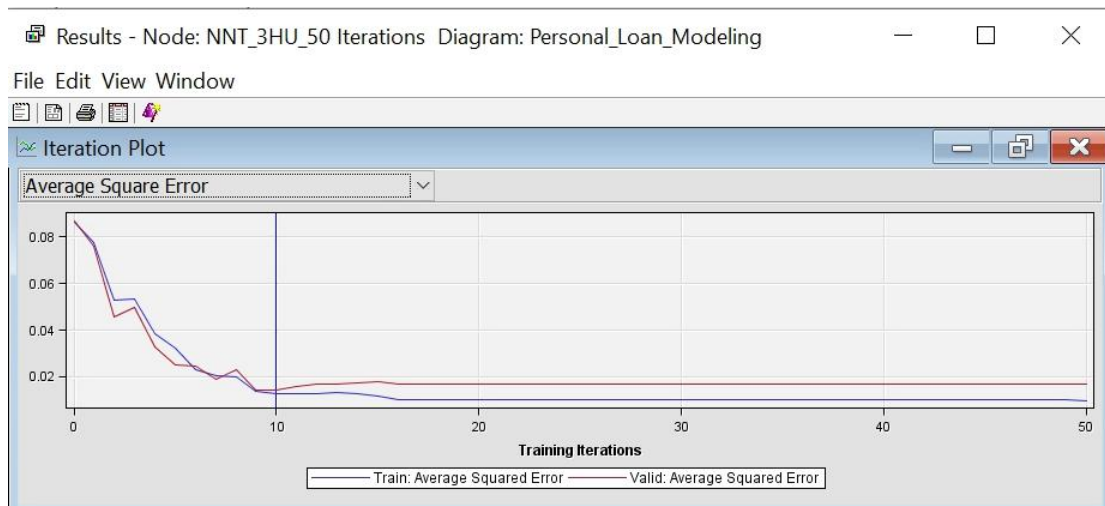 Results - Node: NNT_3HU_50 Iterations Diagram: Personal_Loan_Modeling
File Edit View Window
Iteration Plot
Average Square Error
0.08
0.06
0.04
0.02
0 10 20 30 40 50
Training Iterations
Train: Average Squared Error Valid: Average Squared Error